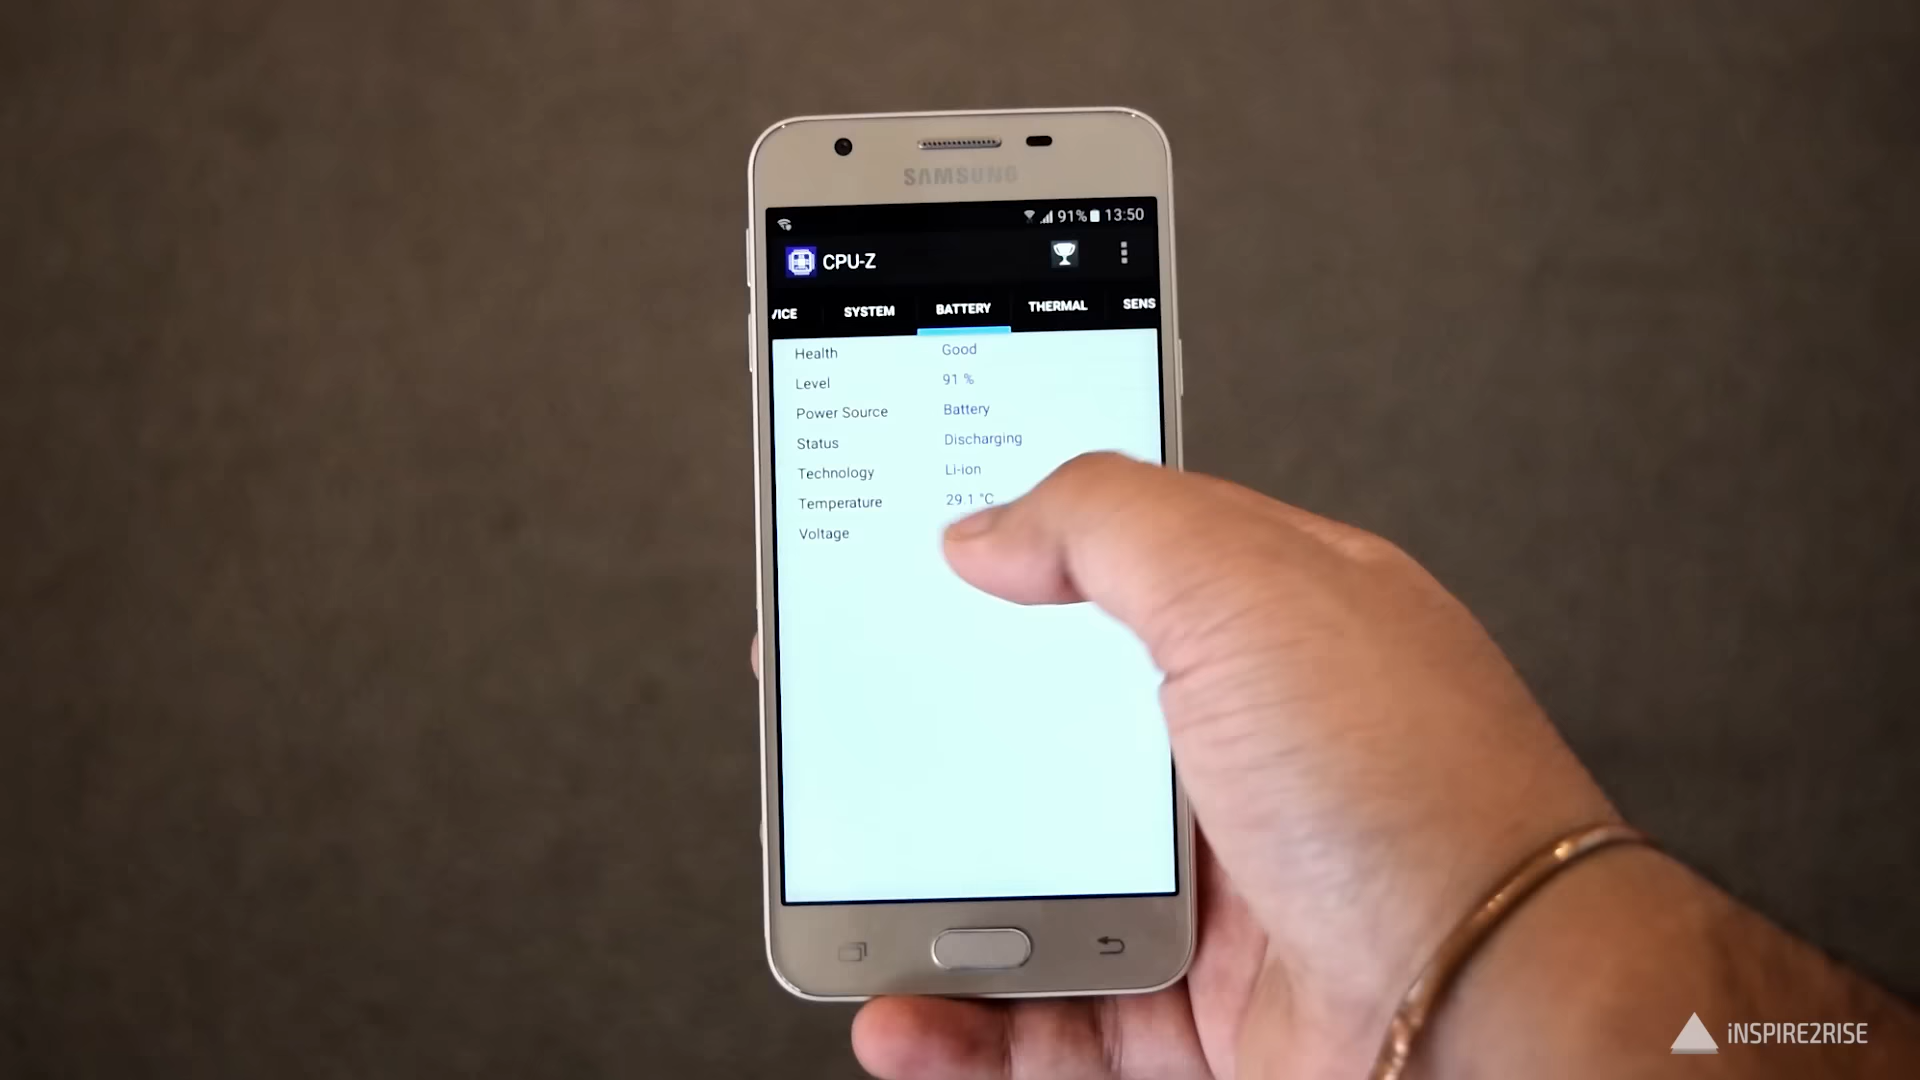 SAMSUNG
91% 13:50
CPU-Z
VICE SYSTEM BATTERY THERMAL SENS
Health Good
Level 91 %
Power Source Battery
Status Discharging
Technology Li-ion
Temperature 29.1 °C
Voltage
iNSPIRE2RISE